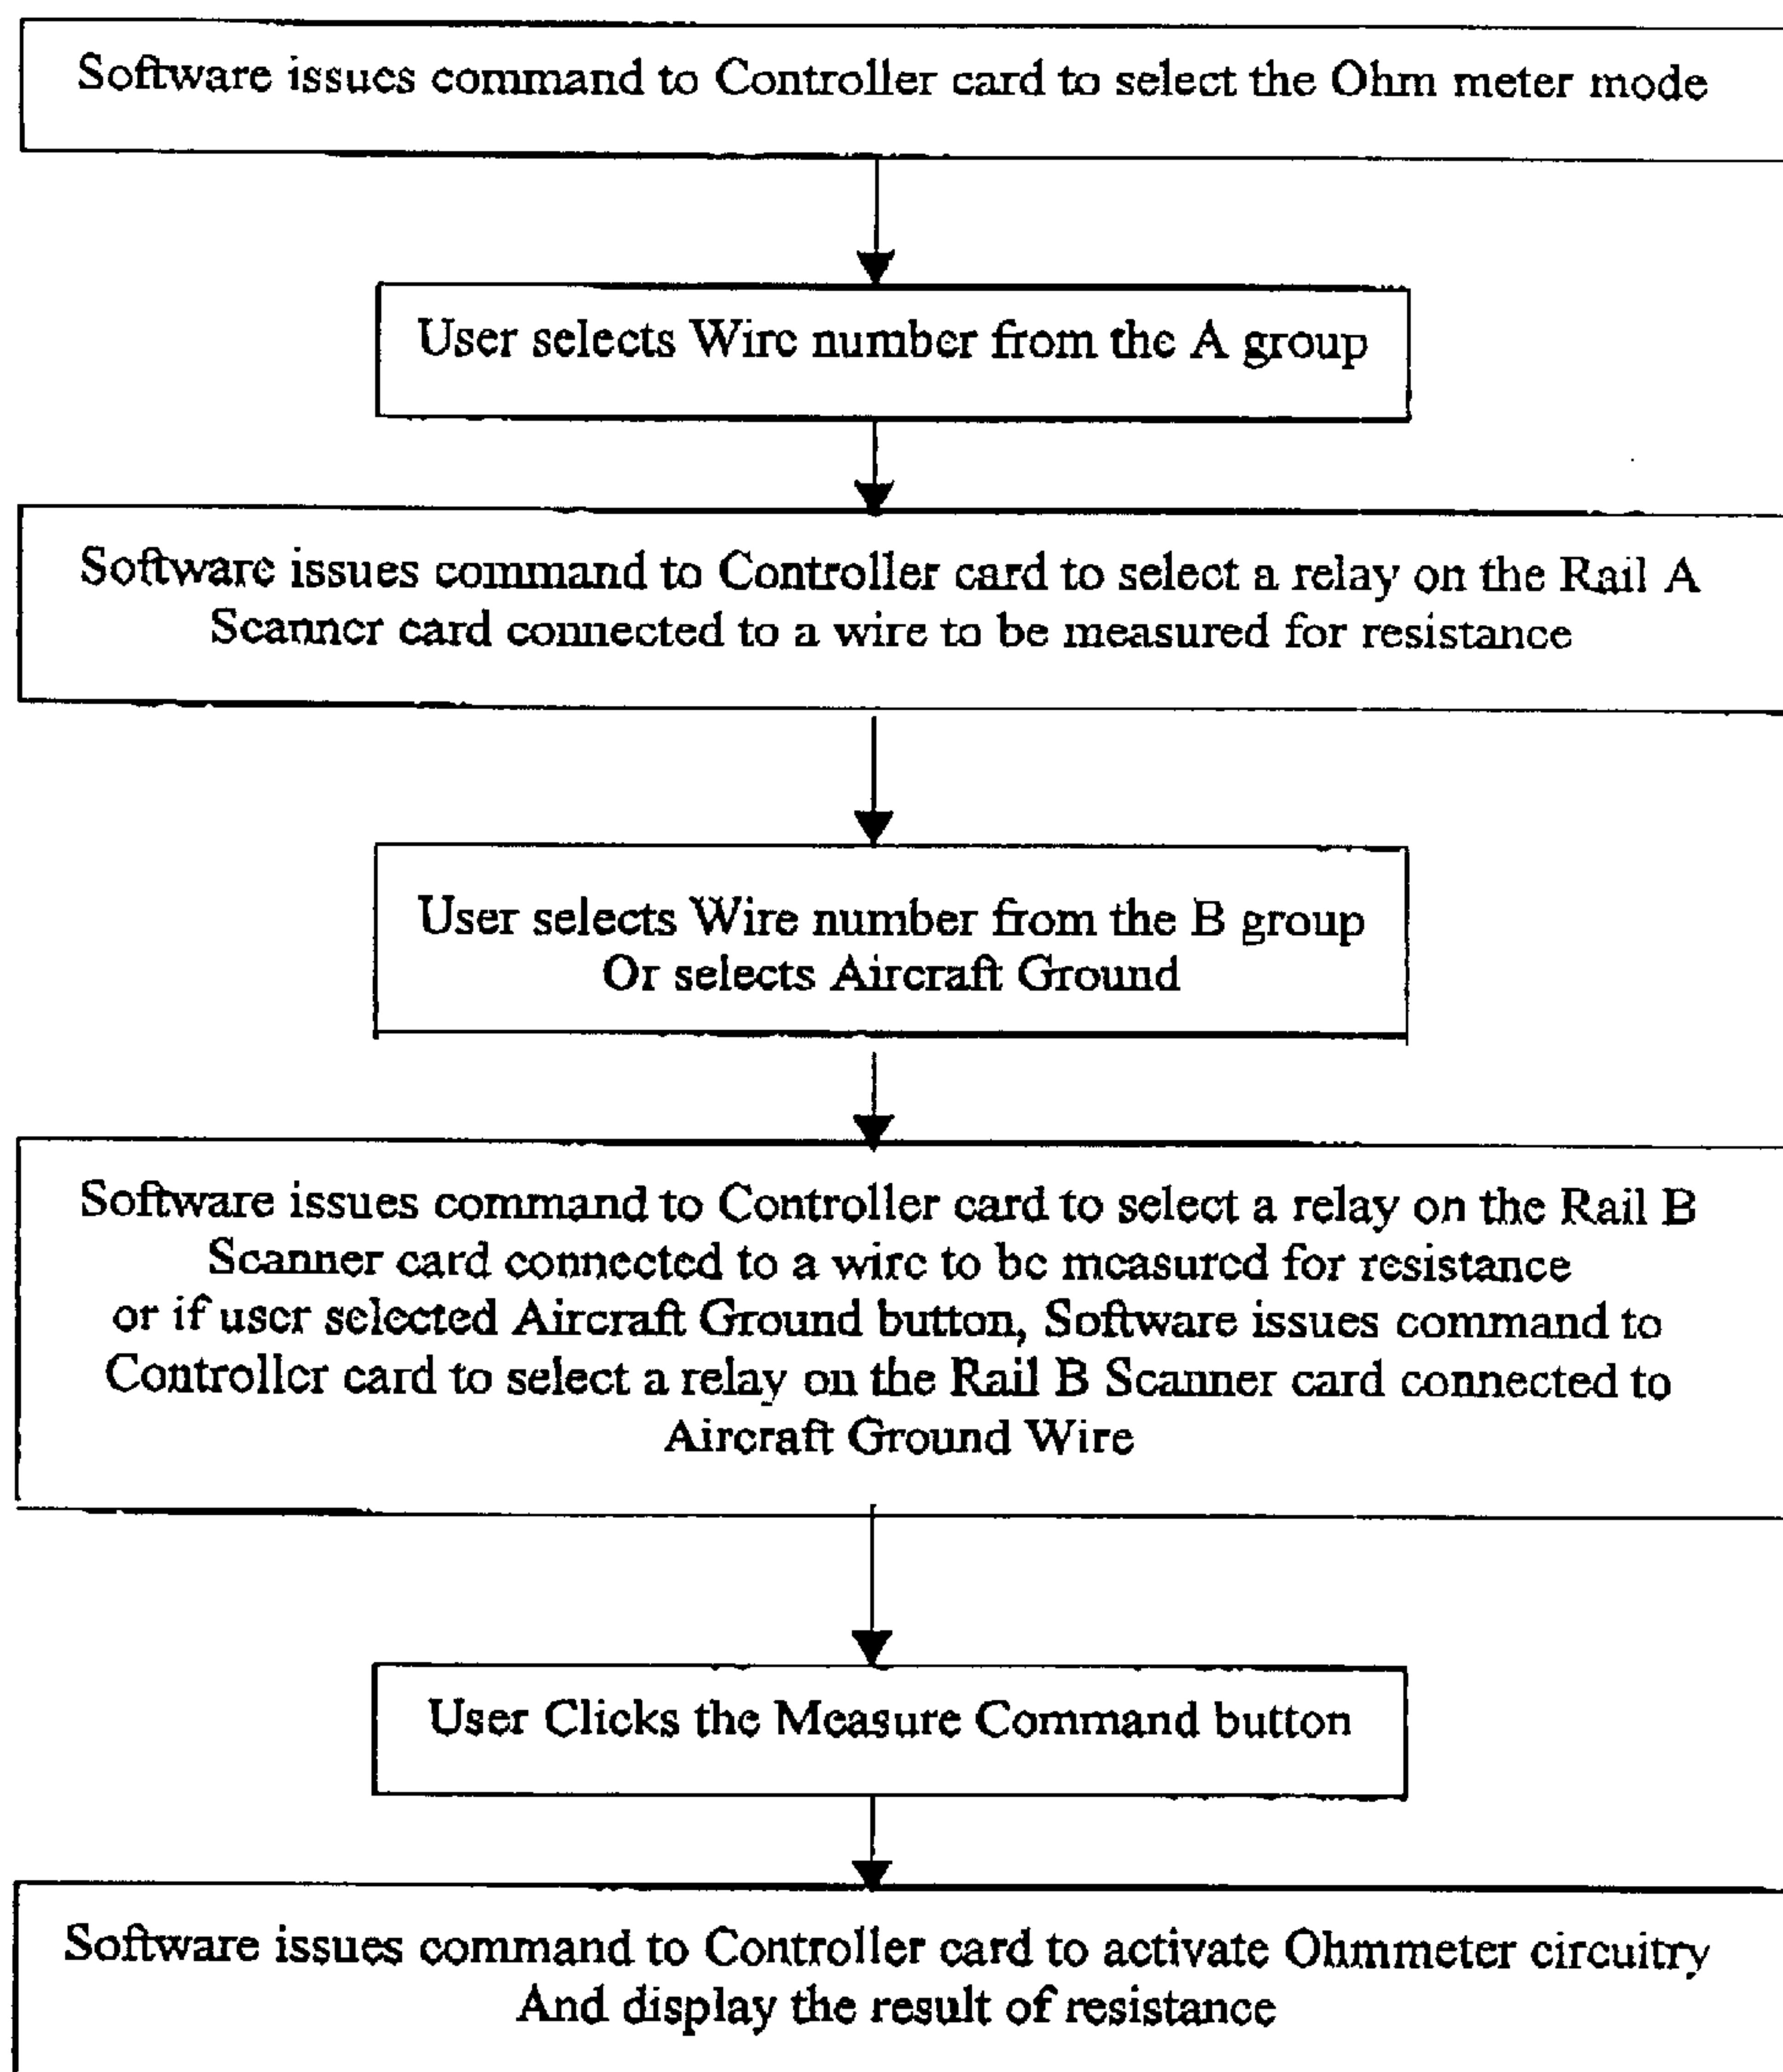 Software issues command to Controller card to select the Ohm meter mode
User selects Wire number from the A group
Software issues command to Controller card to select a relay on the Rail A
Scanner card connected to a wire to be measured for resistance
User selects Wire number from the B group
Or selects Aircraft Ground
Software issues command to Controller card to select a relay on the Rail B
Scanner card connected to a wire to be measured for resistance
or if user selected Aircraft Ground button, Software issues command to
Controller card to select a relay on the Rail B Scanner card connected to
Aircraft Ground Wire
User Clicks the Measure Command button
Software issues command to Controller card to activate Ohmmeter circuitry
And display the result of resistance